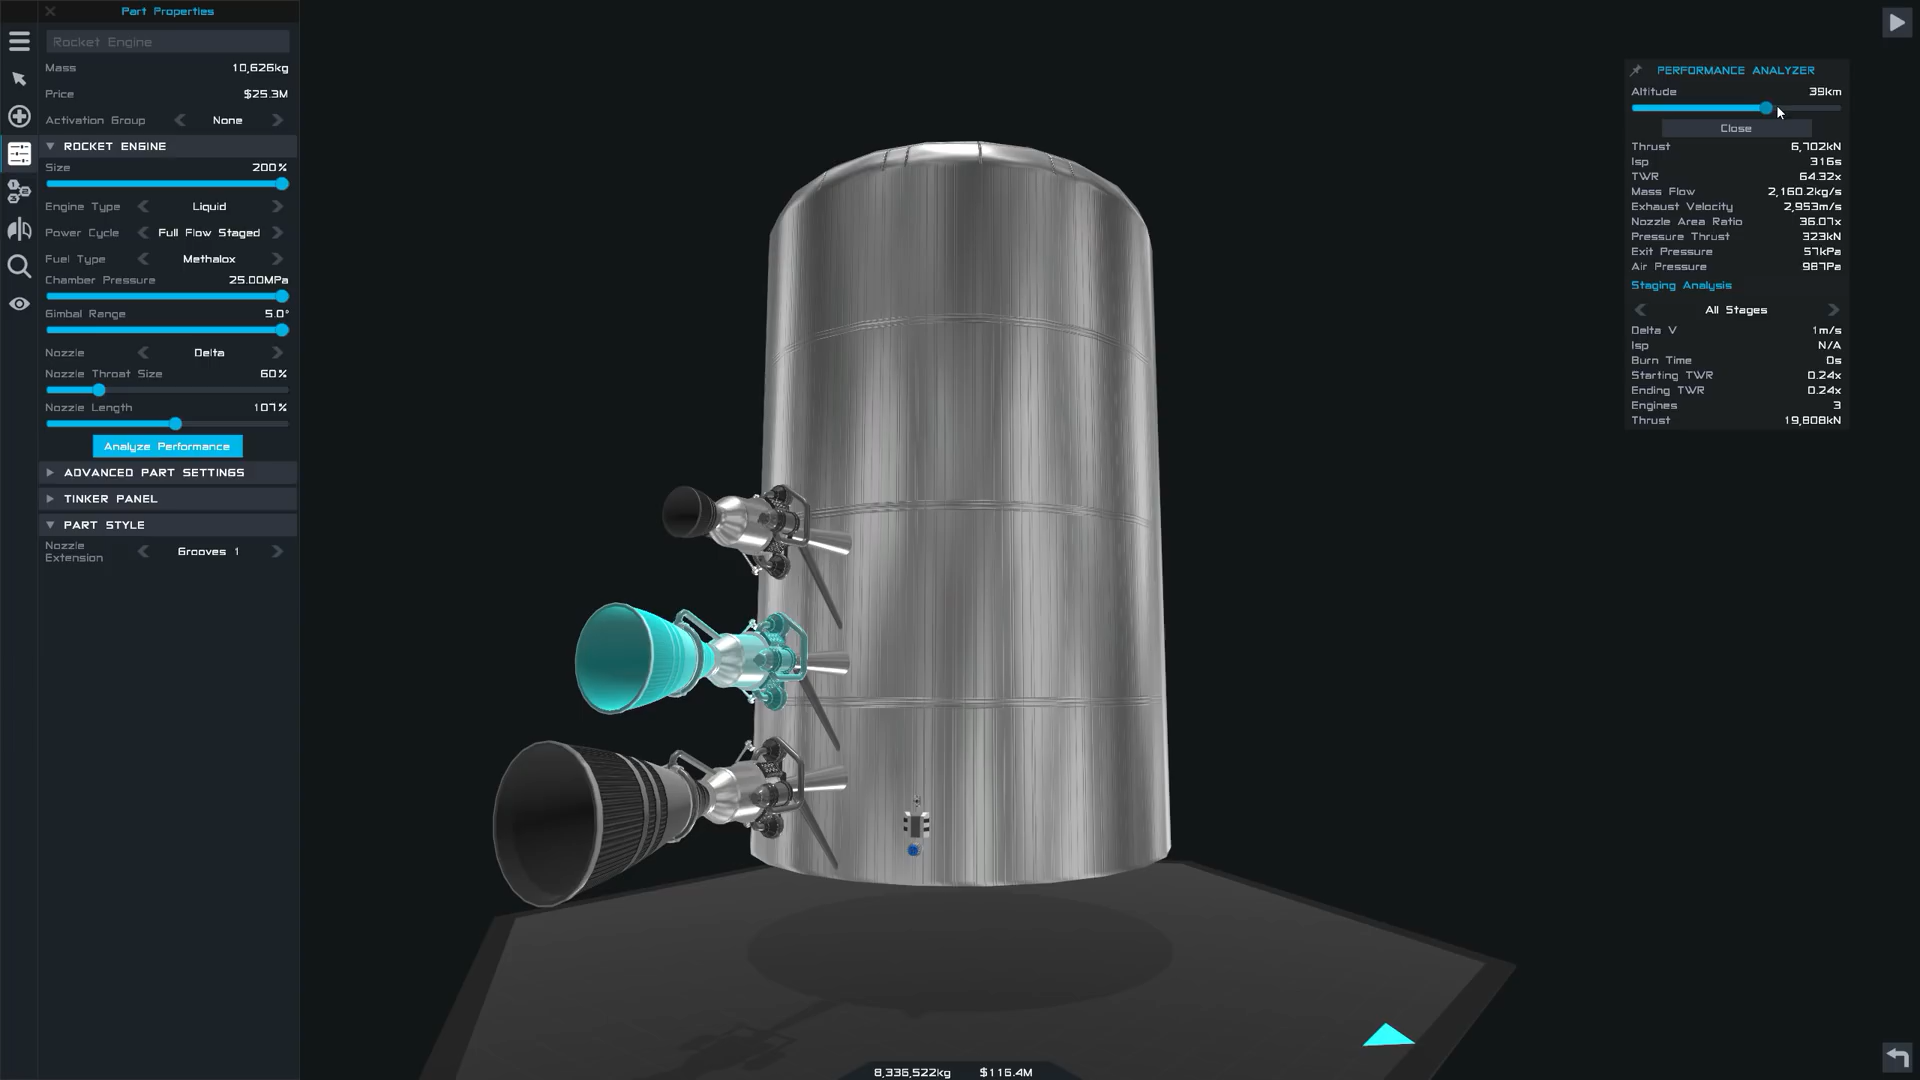 Part Properties
Rocket Engine
Mass 10,626kg
Price $25.3M
Activation Group None
ROCKET ENGINE
Size 200%
Engine Type Liquid
Power Cycle Full Flow Staged
Fuel Type Methalox
Chamber Pressure 25.00MPa
Gimbal Range 5.0°
Nozzle Delta
Nozzle Throat Size 60%
Nozzle Length 107%
Analyze Performance
ADVANCED PART SETTINGS
TINKER PANEL
PART STYLE
Nozzle
Extension Grooves 1
PERFORMANCE ANALYZER
Altitude 39km
Close
Thrust 6,702kN
Isp 316s
TWR 64.32x
Mass Flow 2,160.2kg/s
Exhaust Velocity 2,953m/s
Nozzle Area Ratio 36.07x
Pressure Thrust 323kN
Exit Pressure 57kPa
Air Pressure 987Pa
Staging Analysis
All Stages
Delta V 1m/s
Isp N/A
Burn Time 0s
Starting TWR 0.24x
Ending TWR 0.24x
Engines 3
Thrust 19,808kN
8,336,522kg $116.4M